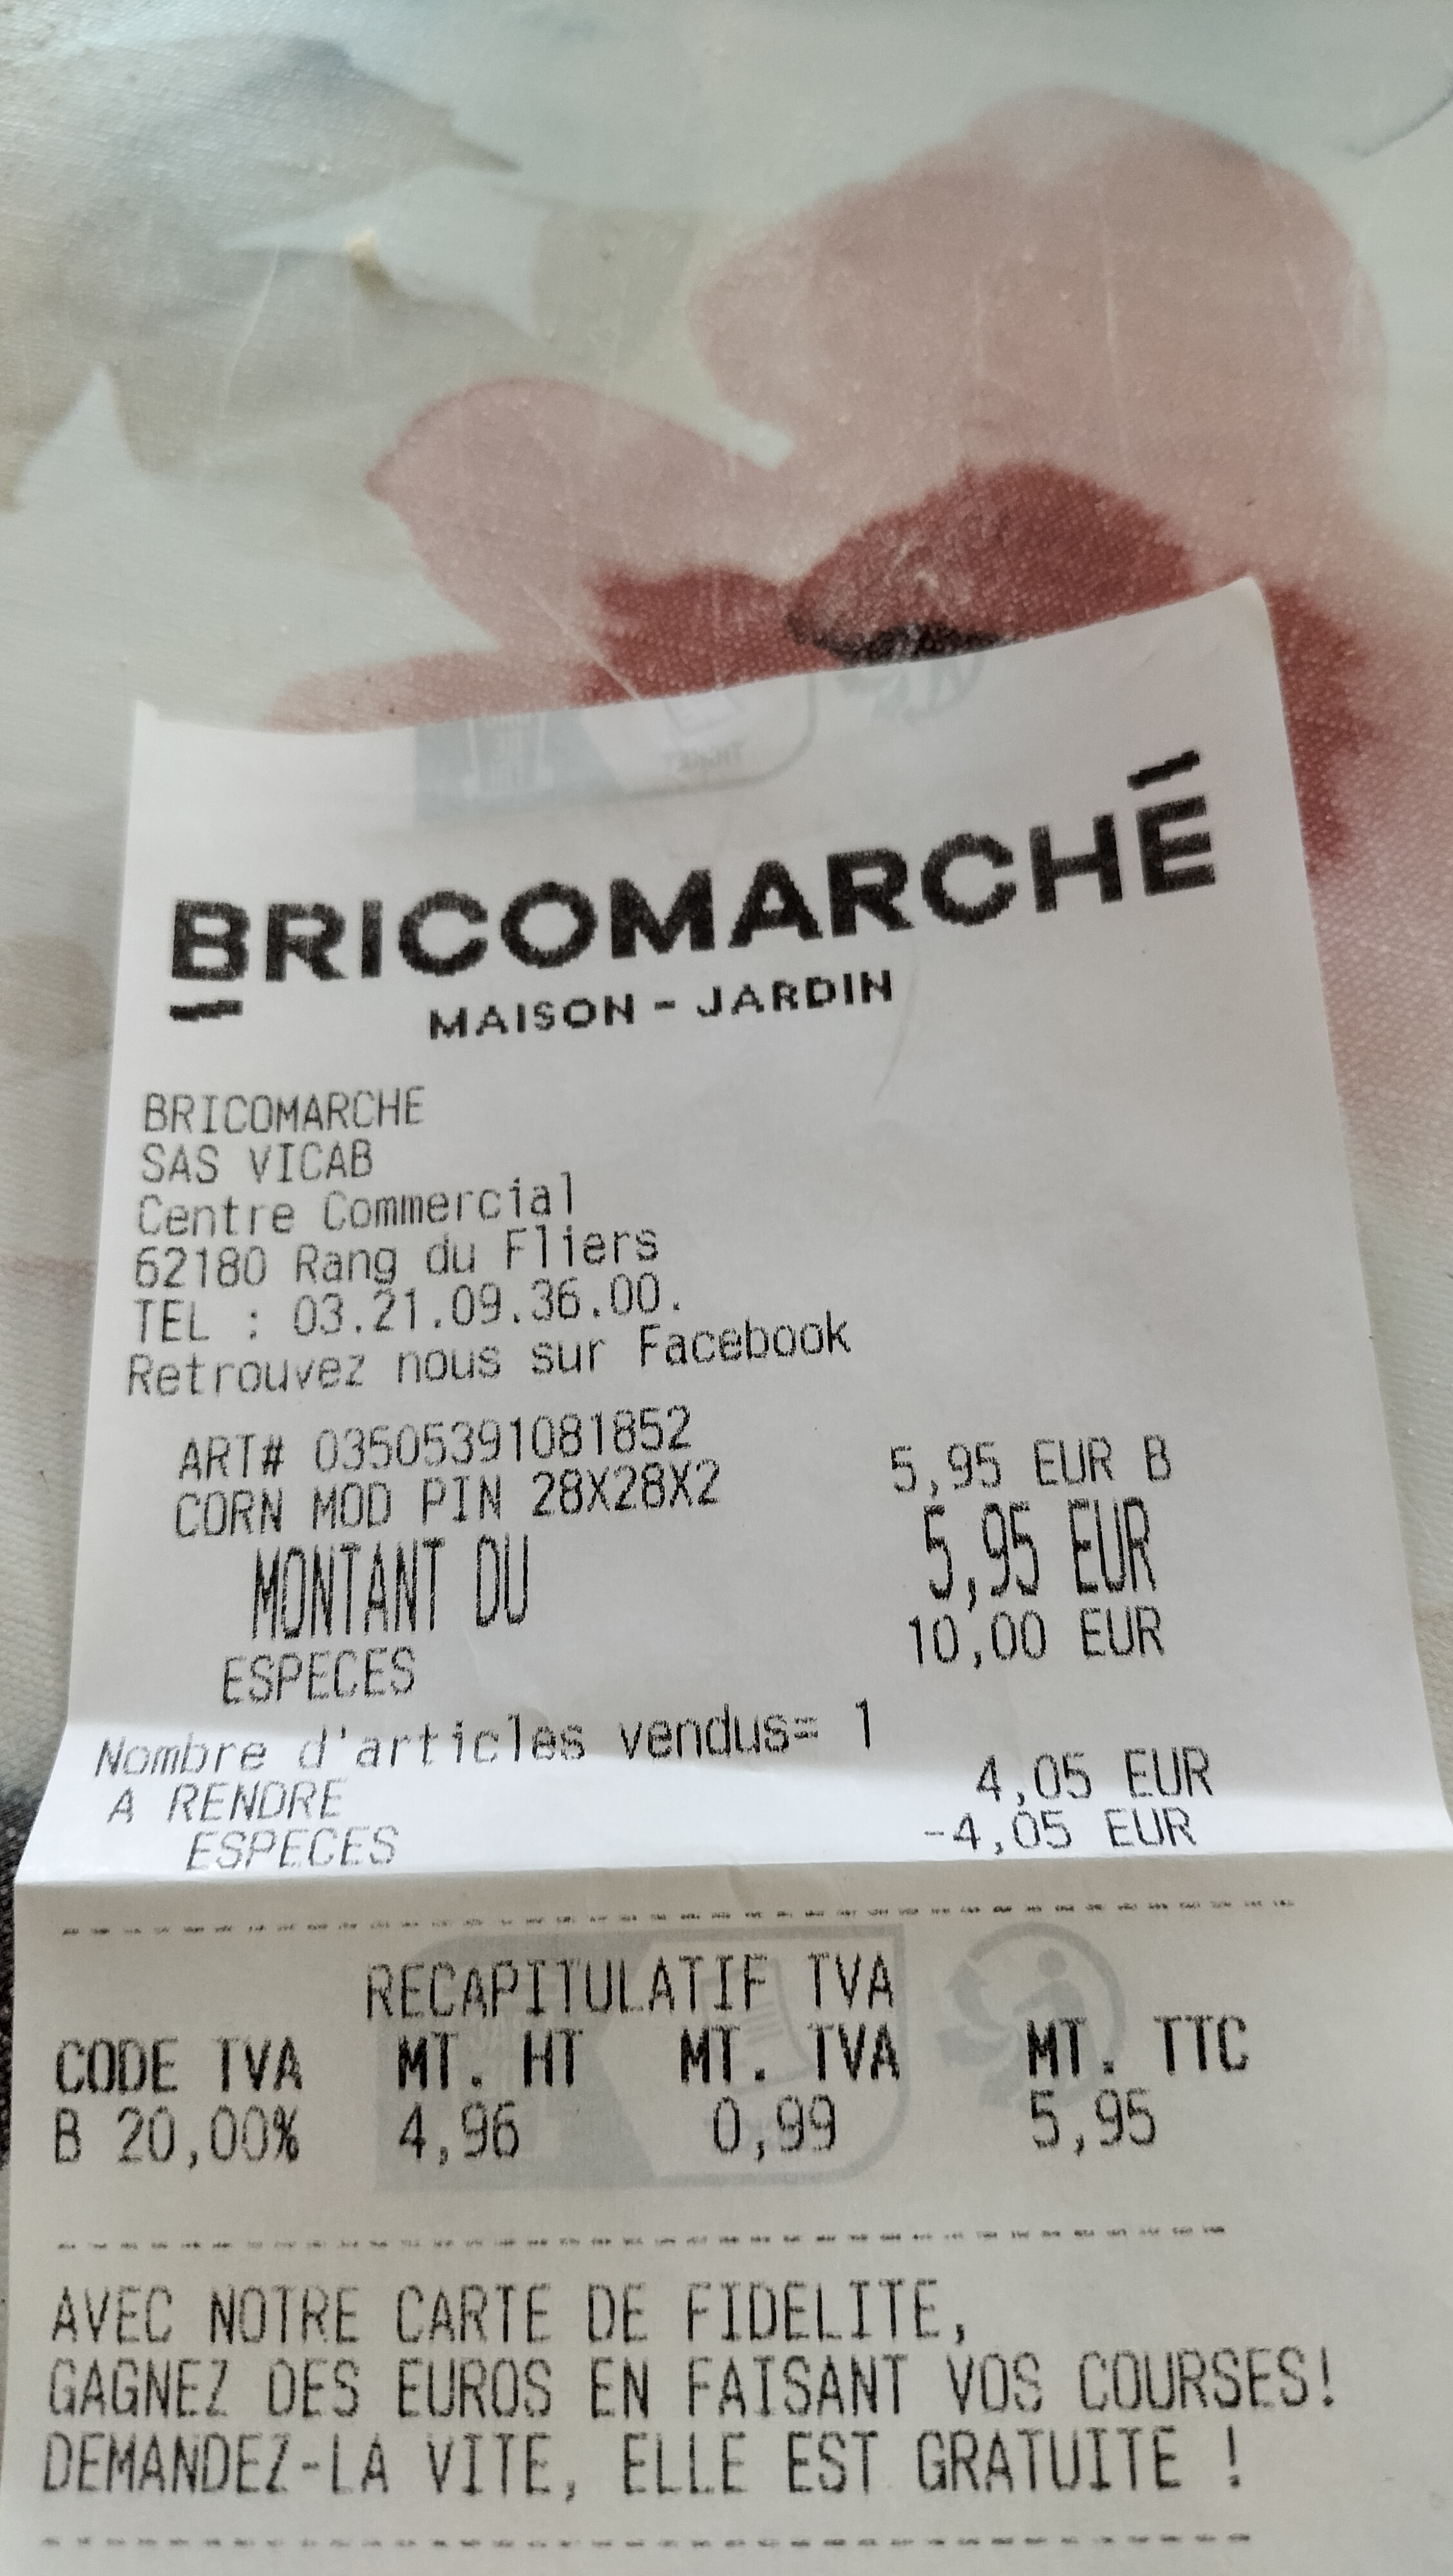 BRICOMARCHÉ
MAISON - JARDIN
BRICOMARCHE
SAS VICAB
Centre Commercial
62180 Rang du Fliers
TEL : 03.21.09.36.00.
Retrouvez nous sur Facebook
ART# 03505391081852
CORN MOD PIN 28X28X2 5,95 EUR B
MONTANT DU 5,95 EUR
ESPECES 10,00 EUR
Nombre d'articles vendus= 1
A RENDRE 4,05 EUR
ESPECES -4,05 EUR
RECAPITULATIF TVA
CODE TVA MT. HT MT. TVA MT. TTC
B 20,00% 4,96 0,99 5,95
AVEC NOTRE CARTE DE FIDELITE,
GAGNEZ DES EUROS EN FAISANT VOS COURSES!
DEMANDEZ-LA VITE, ELLE EST GRATUITE !